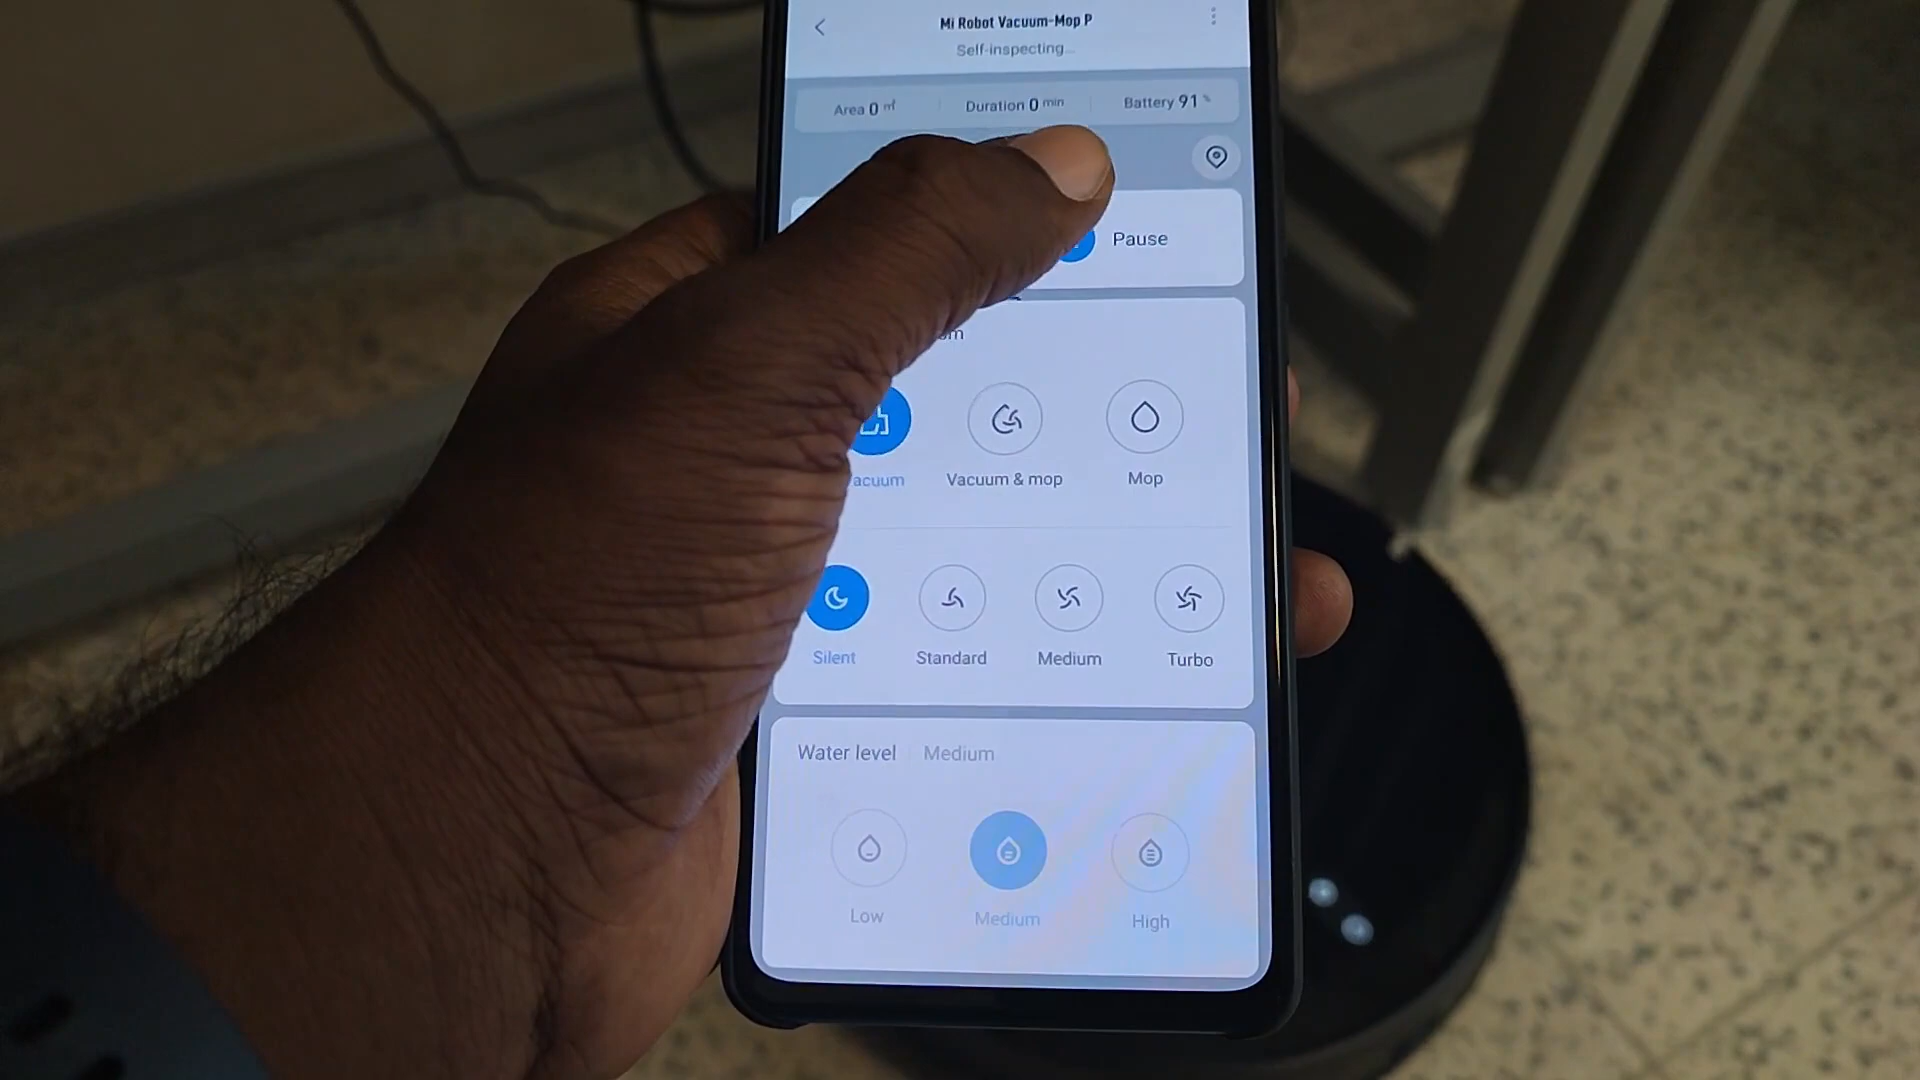 Mi Robot Vacuum-Mop P
Self-inspecting...
Area 0 ㎡ Duration 0 min Battery 91 %
Pause
Vacuum & mop Mop
Silent Standard Medium Turbo
Water level Medium
Low Medium High